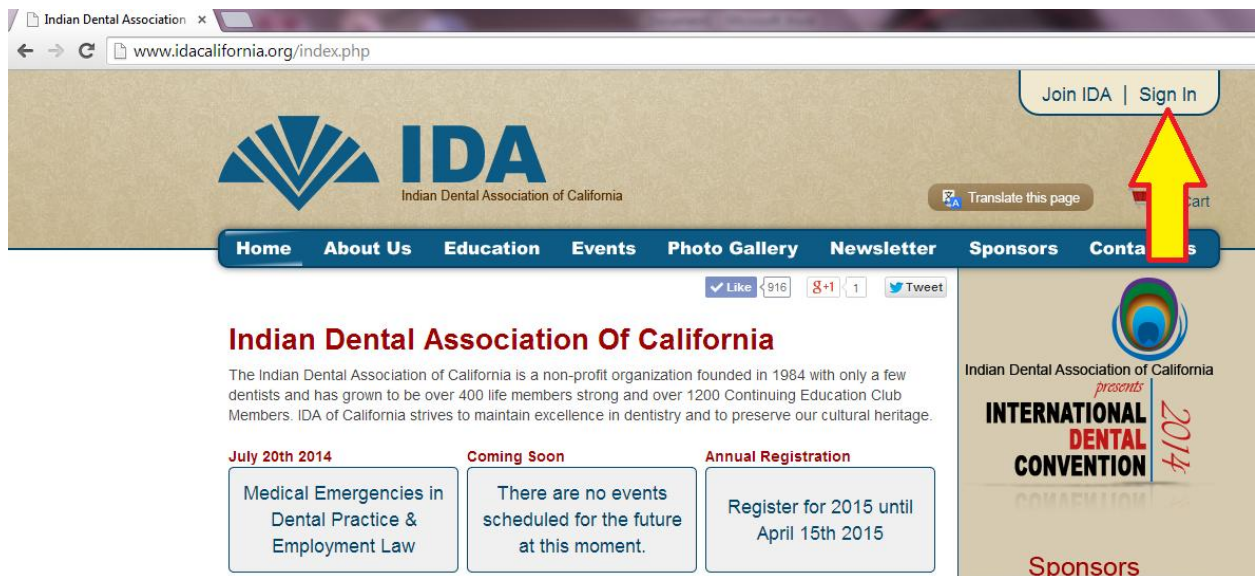 Indian Dental Association
www.idacalifornia.org/index.php
Join IDA | Sign In
IDA
Indian Dental Association of California
Translate this page
Cart
Home About Us Education Events Photo Gallery Newsletter Sponsors
Like 916 g+1 1 Tweet
Indian Dental Association Of California
The Indian Dental Association of California is a non-profit organization founded in 1984 with only a few
dentists and has grown to be over 400 life members strong and over 1200 Continuing Education Club
Members. IDA of California strives to maintain excellence in dentistry and to preserve our cultural heritage.
July 20th 2014
Medical Emergencies in
Dental Practice &
Employment Law
Coming Soon
There are no events
scheduled for the future
at this moment.
Annual Registration
Register for 2015 until
April 15th 2015
Indian Dental Association of California
presents
INTERNATIONAL
DENTAL
CONVENTION
2014
Sponsors